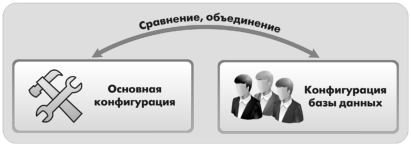 Сравнение, объединение
Основная
конфигурация
Конфигурация
базы данных